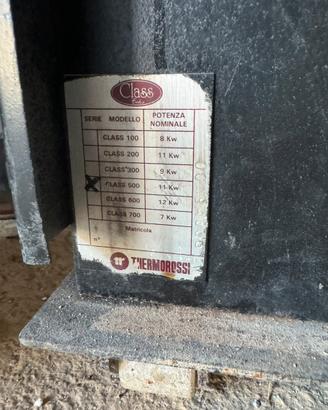 Class
SERIE MODELLO POTENZA NOMINALE
CLASS 100 8 Kw
CLASS 200 11 Kw
CLASS 300 9 Kw
X CLASS 500 11 Kw
CLASS 600 12 Kw
CLASS 700 7 Kw
Matricola
n°
THERMOROSSI